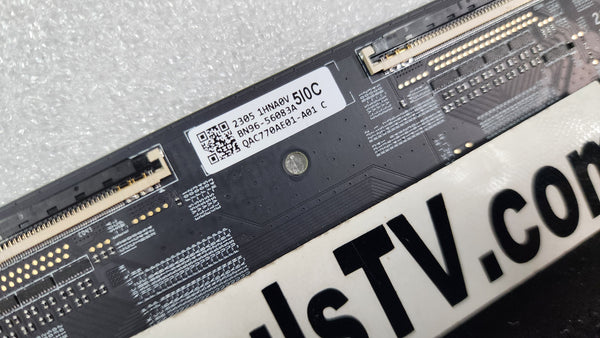 2305 1HNA0V 5I0C
BN96-56083A
QAC770AE01-A01 C
lsTV.com